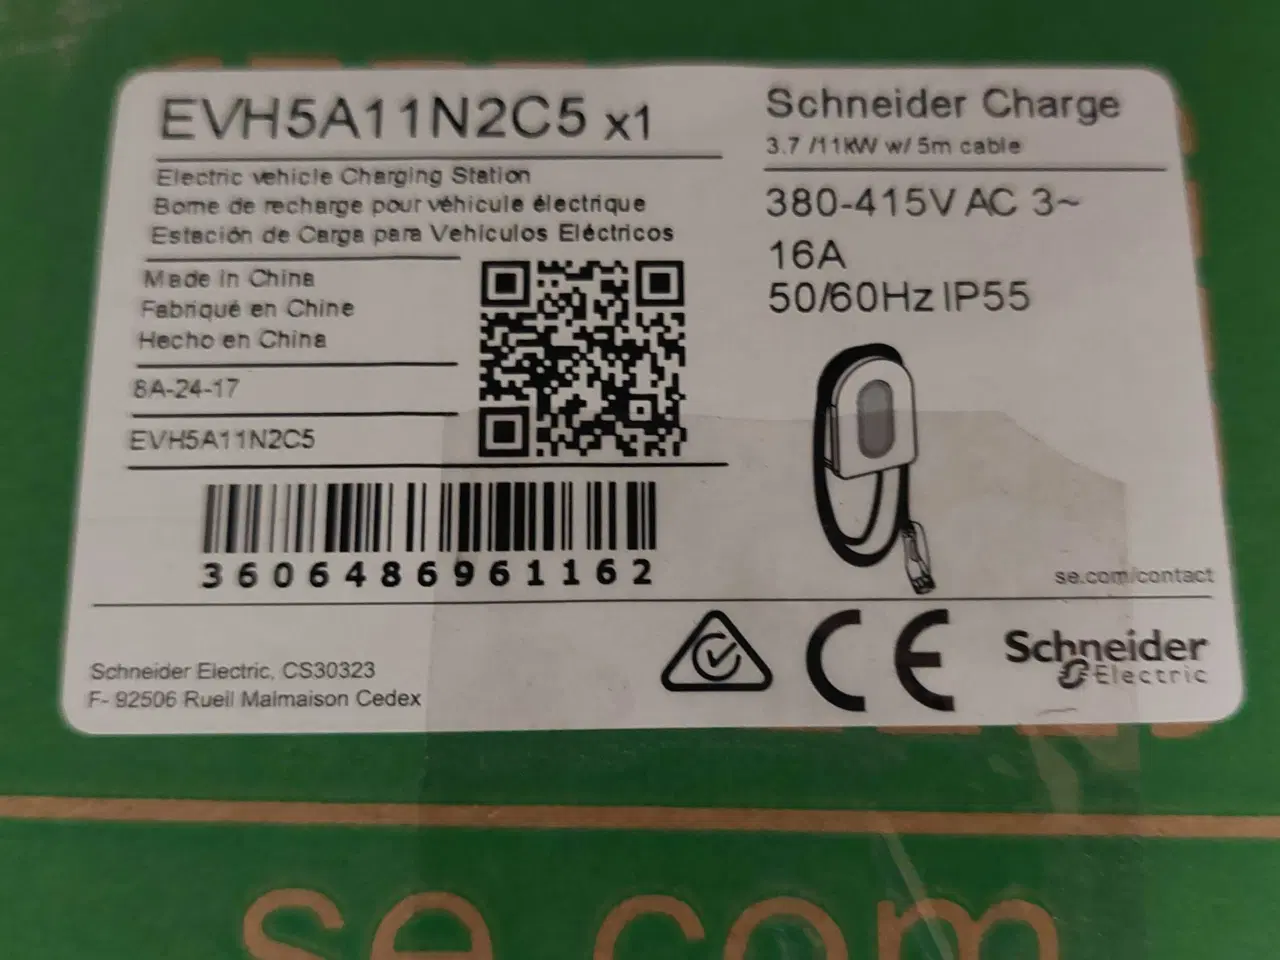 EVH5A11N2C5 x1
Electric vehicle Charging Station
Borne de recharge pour véhicule électrique
Estación de Carga para Vehículos Eléctricos
Made in China
Fabriqué en Chine
Hecho en China
8A-24-17
EVH5A11N2C5
3606486961162
Schneider Charge
3.7 /11kW w/ 5m cable
380-415V AC 3~
16A
50/60Hz IP55
se.com/contact
Schneider Electric, CS30323
F- 92506 Rueil Malmaison Cedex
CE
Schneider
Electric
se.com